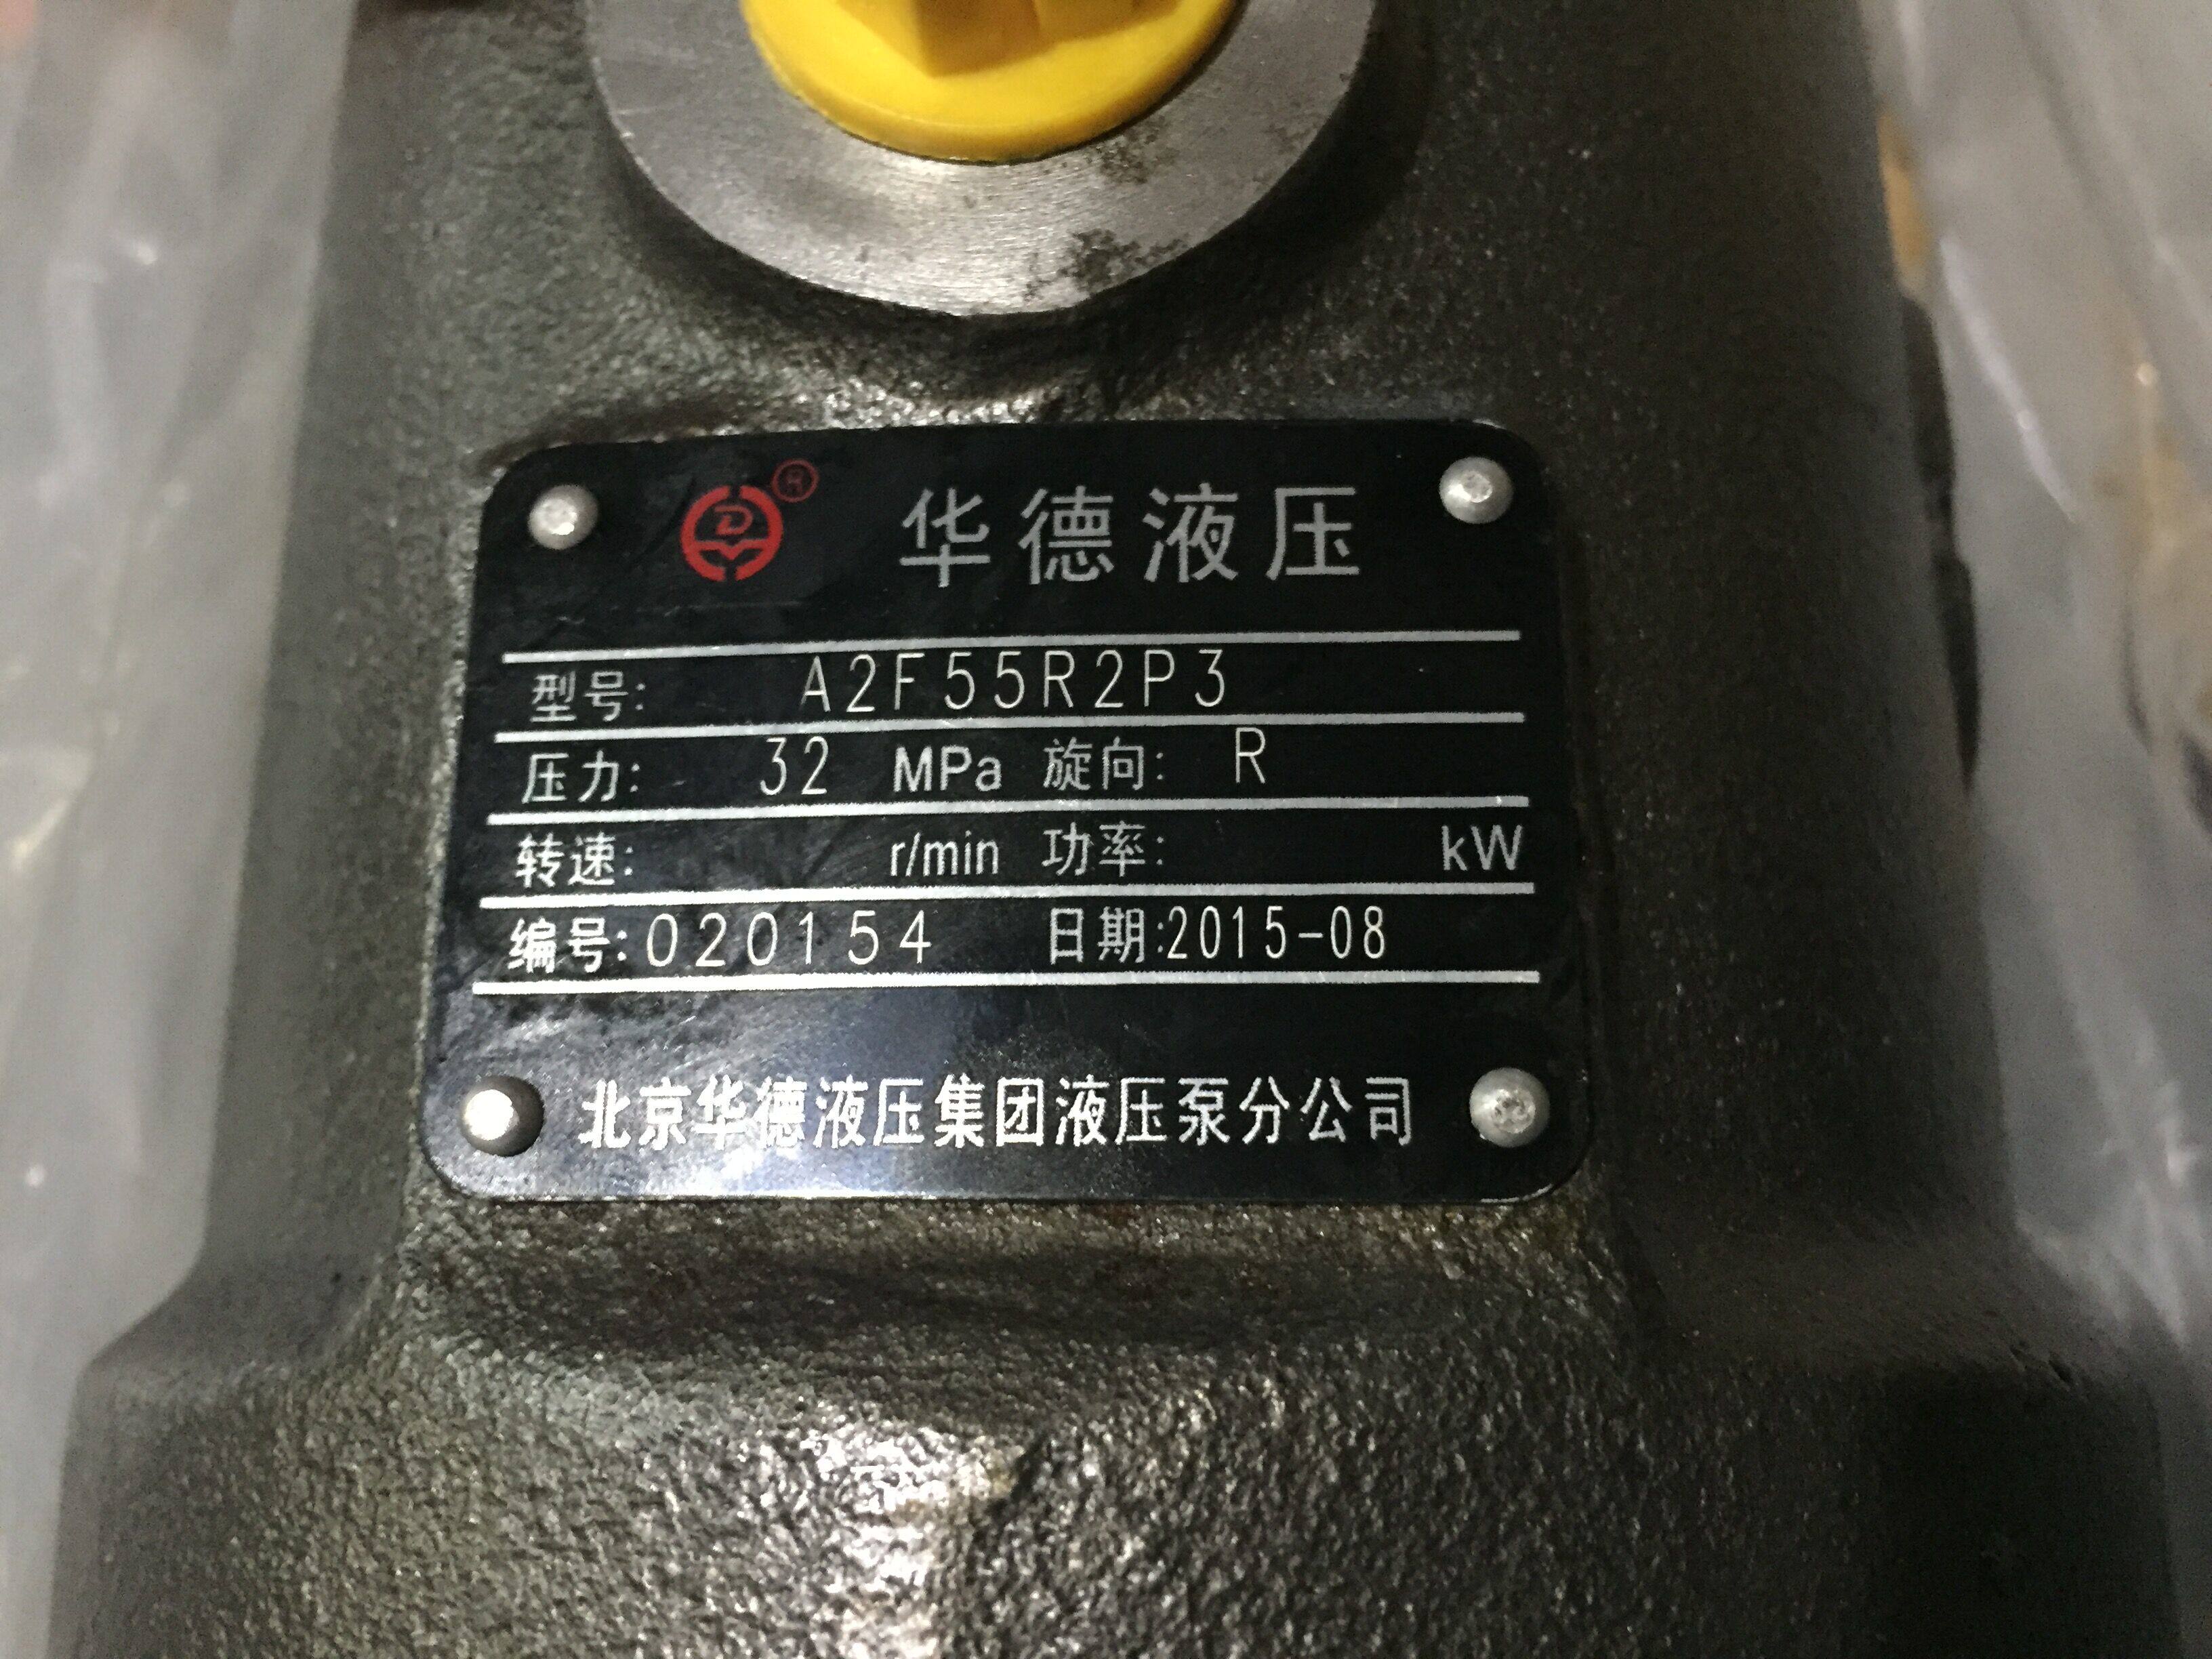 D ® 华德液压
型号: A2F55R2P3
压力: 32 MPa 旋向: R
转速: r/min 功率: kW
编号:020154 日期:2015-08
北京华德液压集团液压泵分公司